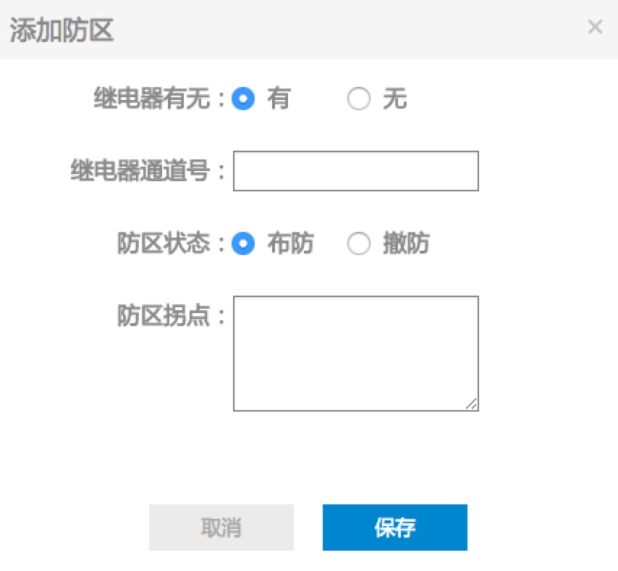 添加防区 ×
继电器有无： 有 无
继电器通道号：
防区状态： 布防 撤防
防区拐点：
取消 保存